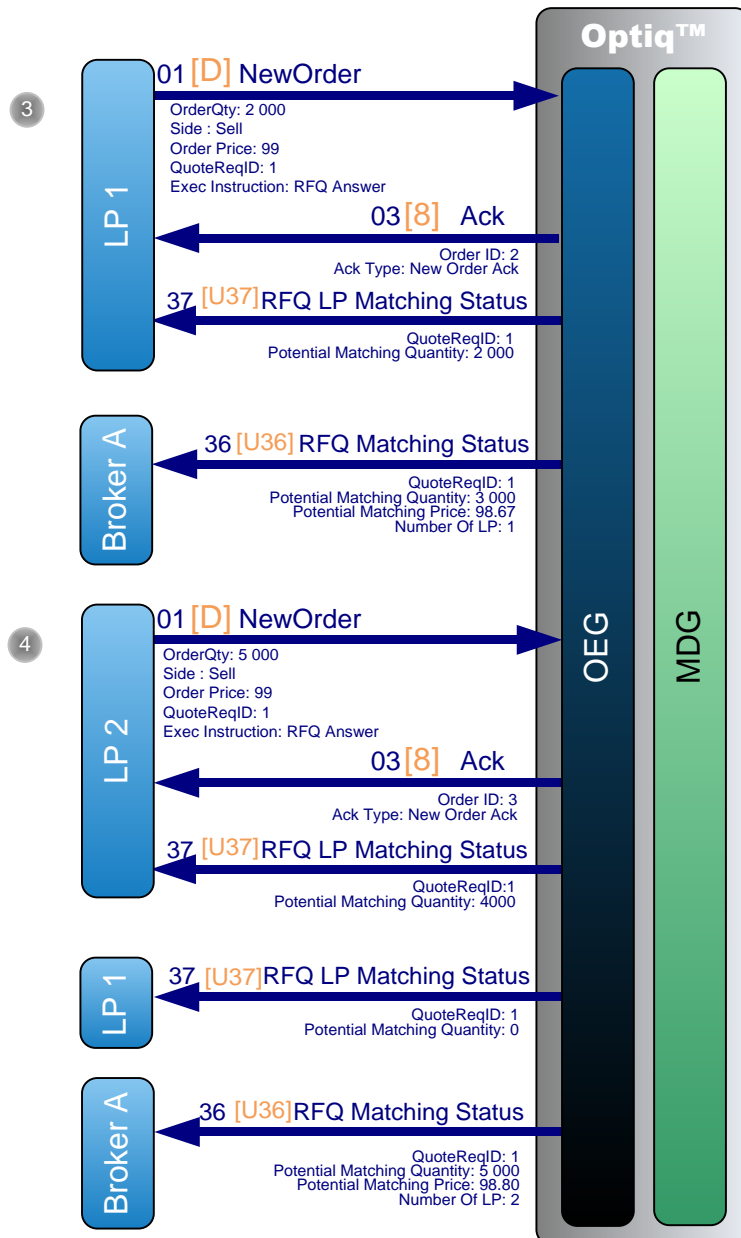 Optiq™
3
LP 1
01 [D] NewOrder
OrderQty: 2 000
Side : Sell
Order Price: 99
QuoteReqID: 1
Exec Instruction: RFQ Answer
03 [8] Ack
Order ID: 2
Ack Type: New Order Ack
37 [U37] RFQ LP Matching Status
QuoteReqID: 1
Potential Matching Quantity: 2 000
Broker A
36 [U36] RFQ Matching Status
QuoteReqID: 1
Potential Matching Quantity: 3 000
Potential Matching Price: 98.67
Number Of LP: 1
OEG
MDG
4
LP 2
01 [D] NewOrder
OrderQty: 5 000
Side : Sell
Order Price: 99
QuoteReqID: 1
Exec Instruction: RFQ Answer
03 [8] Ack
Order ID: 3
Ack Type: New Order Ack
37 [U37] RFQ LP Matching Status
QuoteReqID:1
Potential Matching Quantity: 4000
LP 1
37 [U37] RFQ LP Matching Status
QuoteReqID: 1
Potential Matching Quantity: 0
Broker A
36 [U36] RFQ Matching Status
QuoteReqID: 1
Potential Matching Quantity: 5 000
Potential Matching Price: 98.80
Number Of LP: 2